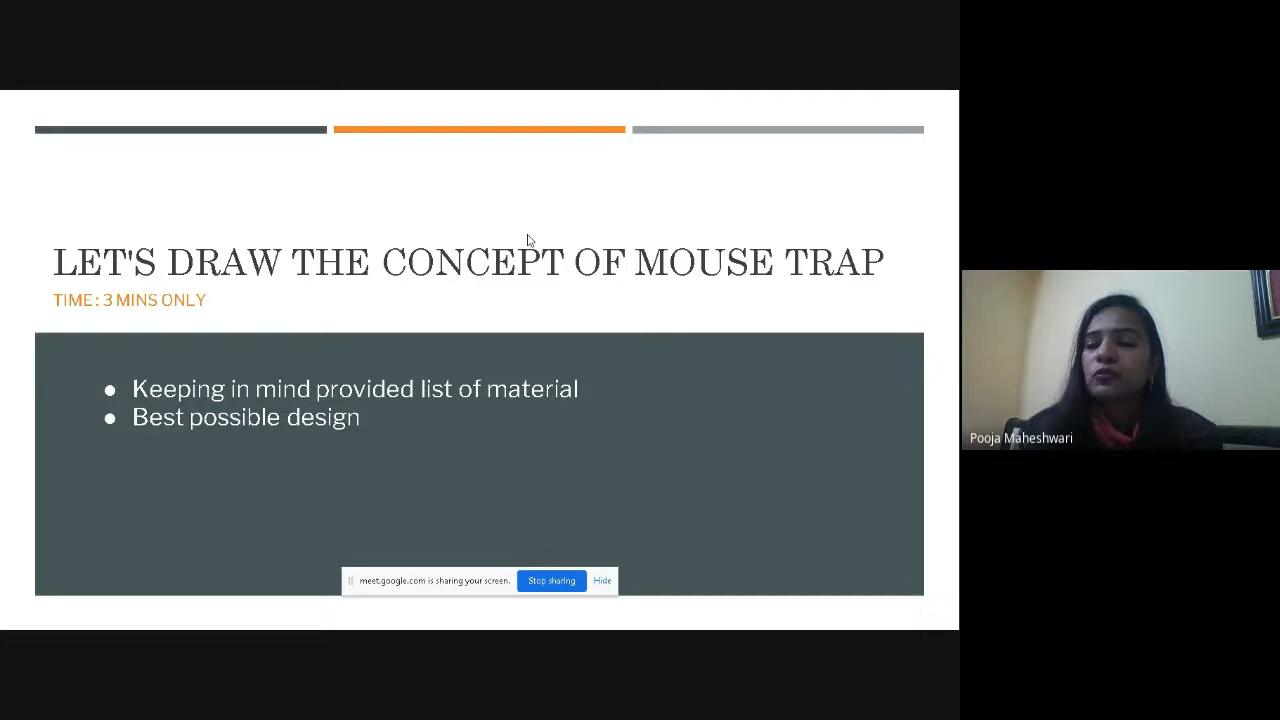 LET'S DRAW THE CONCEPT OF MOUSE TRAP
TIME: 3 MINS ONLY
● Keeping in mind provided list of material
● Best possible design
meet.google.com is sharing your screen. Stop sharing Hide
Pooja Maheshwari